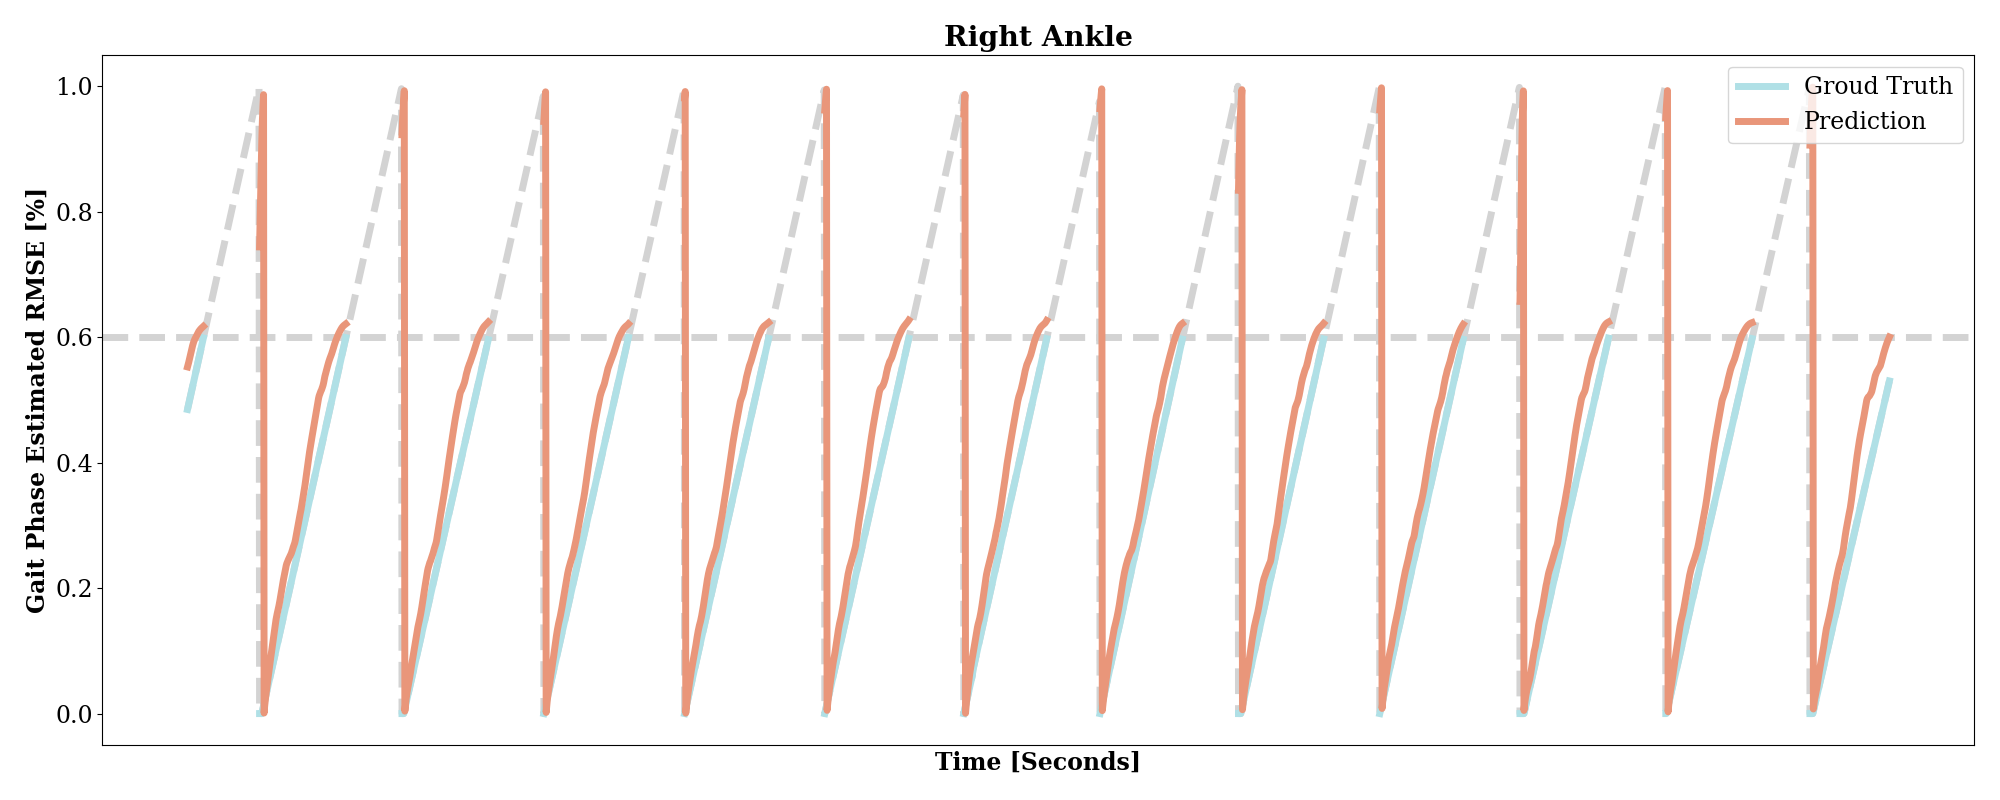 Right Ankle
Gait Phase Estimated RMSE [%]
1.0
0.8
0.6
0.4
0.2
0.0
Groud Truth
Prediction
Time [Seconds]